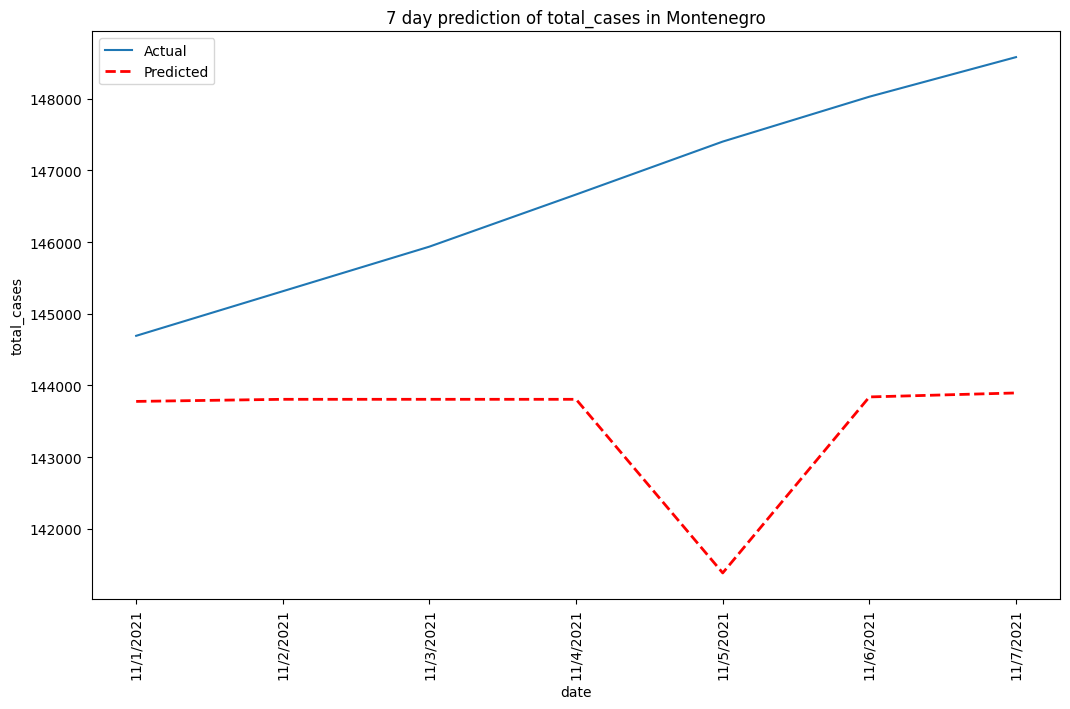 7 day prediction of total_cases in Montenegro
Actual
Predicted
148000
147000
146000
145000
144000
143000
142000
total_cases
11/1/2021
11/2/2021
11/3/2021
11/4/2021
11/5/2021
11/6/2021
11/7/2021
date